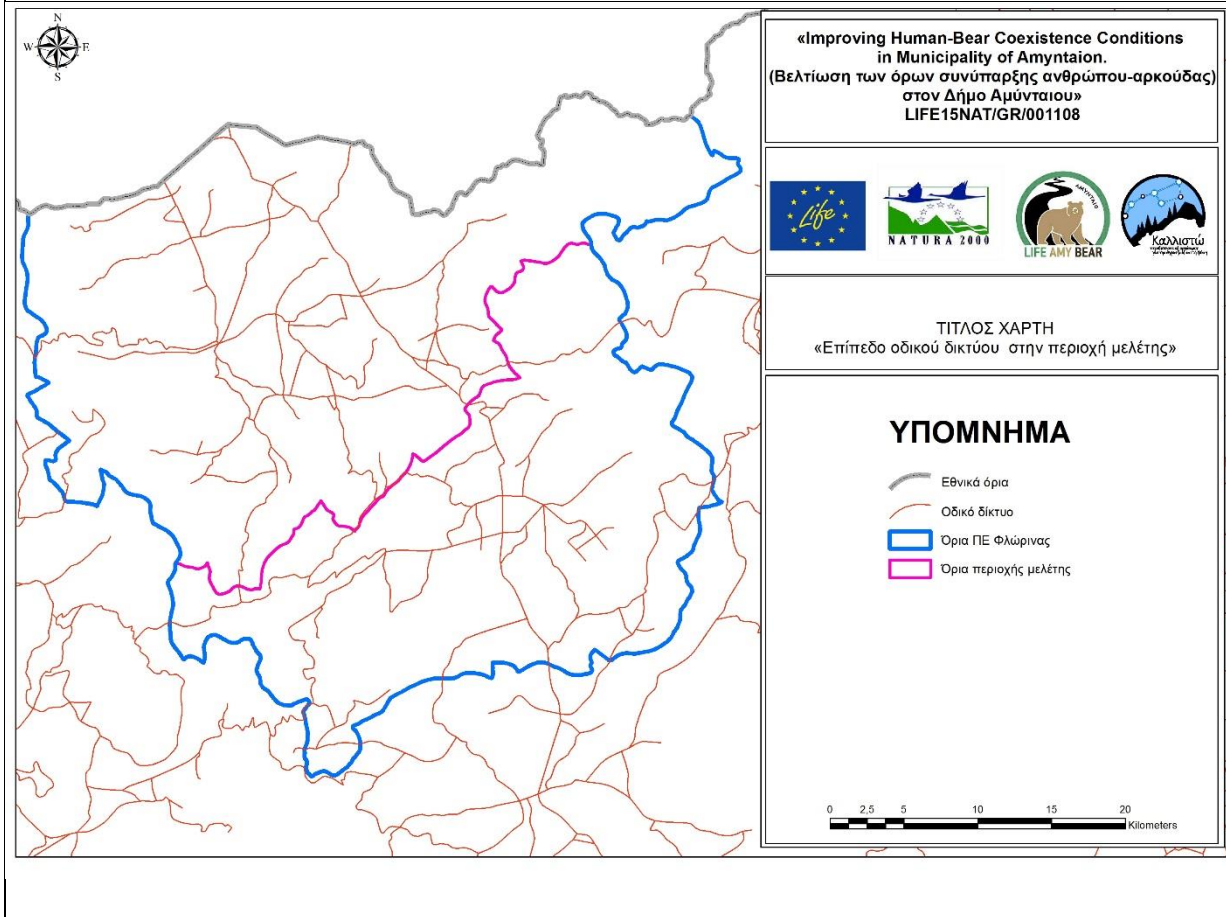 N
W E
S
«Improving Human-Bear Coexistence Conditions
in Municipality of Amyntaion.
(Βελτίωση των όρων συνύπαρξης ανθρώπου-αρκούδας)
στον Δήμο Αμύνταιου»
LIFE15NAT/GR/001108
Life
NATURA 2000
ΑΜΥΝΤΑΙΟ
LIFE AMY BEAR
Καλλιστώ
ΤΙΤΛΟΣ ΧΑΡΤΗ
«Επίπεδο οδικού δικτύου στην περιοχή μελέτης»
ΥΠΟΜΝΗΜΑ
Εθνικά όρια
Οδικό δίκτυο
Όρια ΠΕ Φλώρινας
Όρια περιοχής μελέτης
0 2,5 5 10 15 20
Kilometers